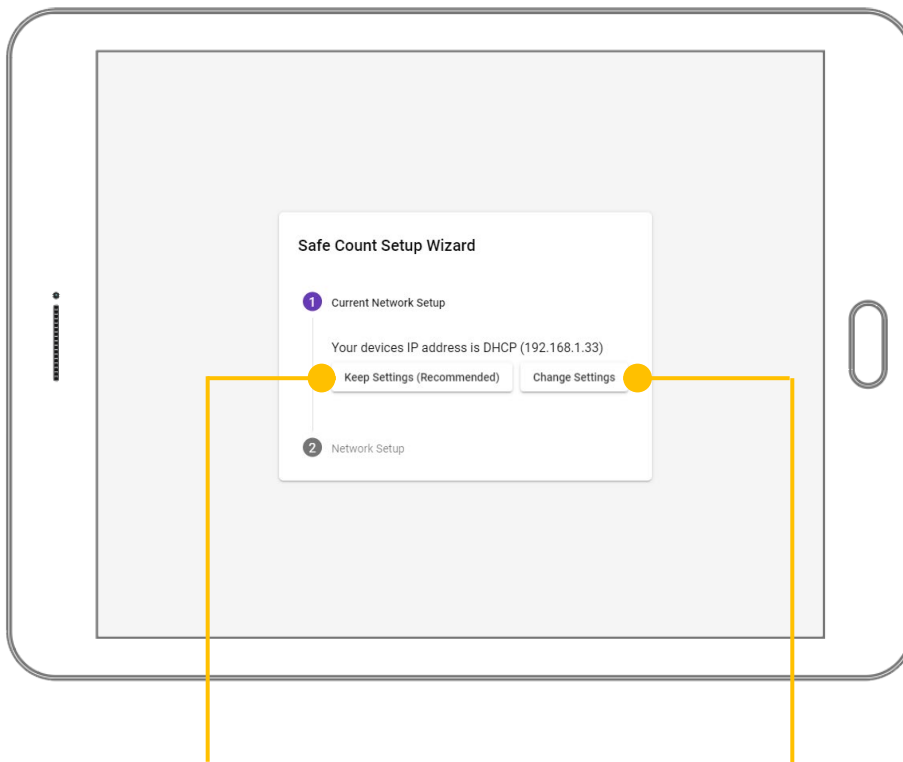 Safe Count Setup Wizard
1 Current Network Setup
Your devices IP address is DHCP (192.168.1.33)
Keep Settings (Recommended) Change Settings
2 Network Setup